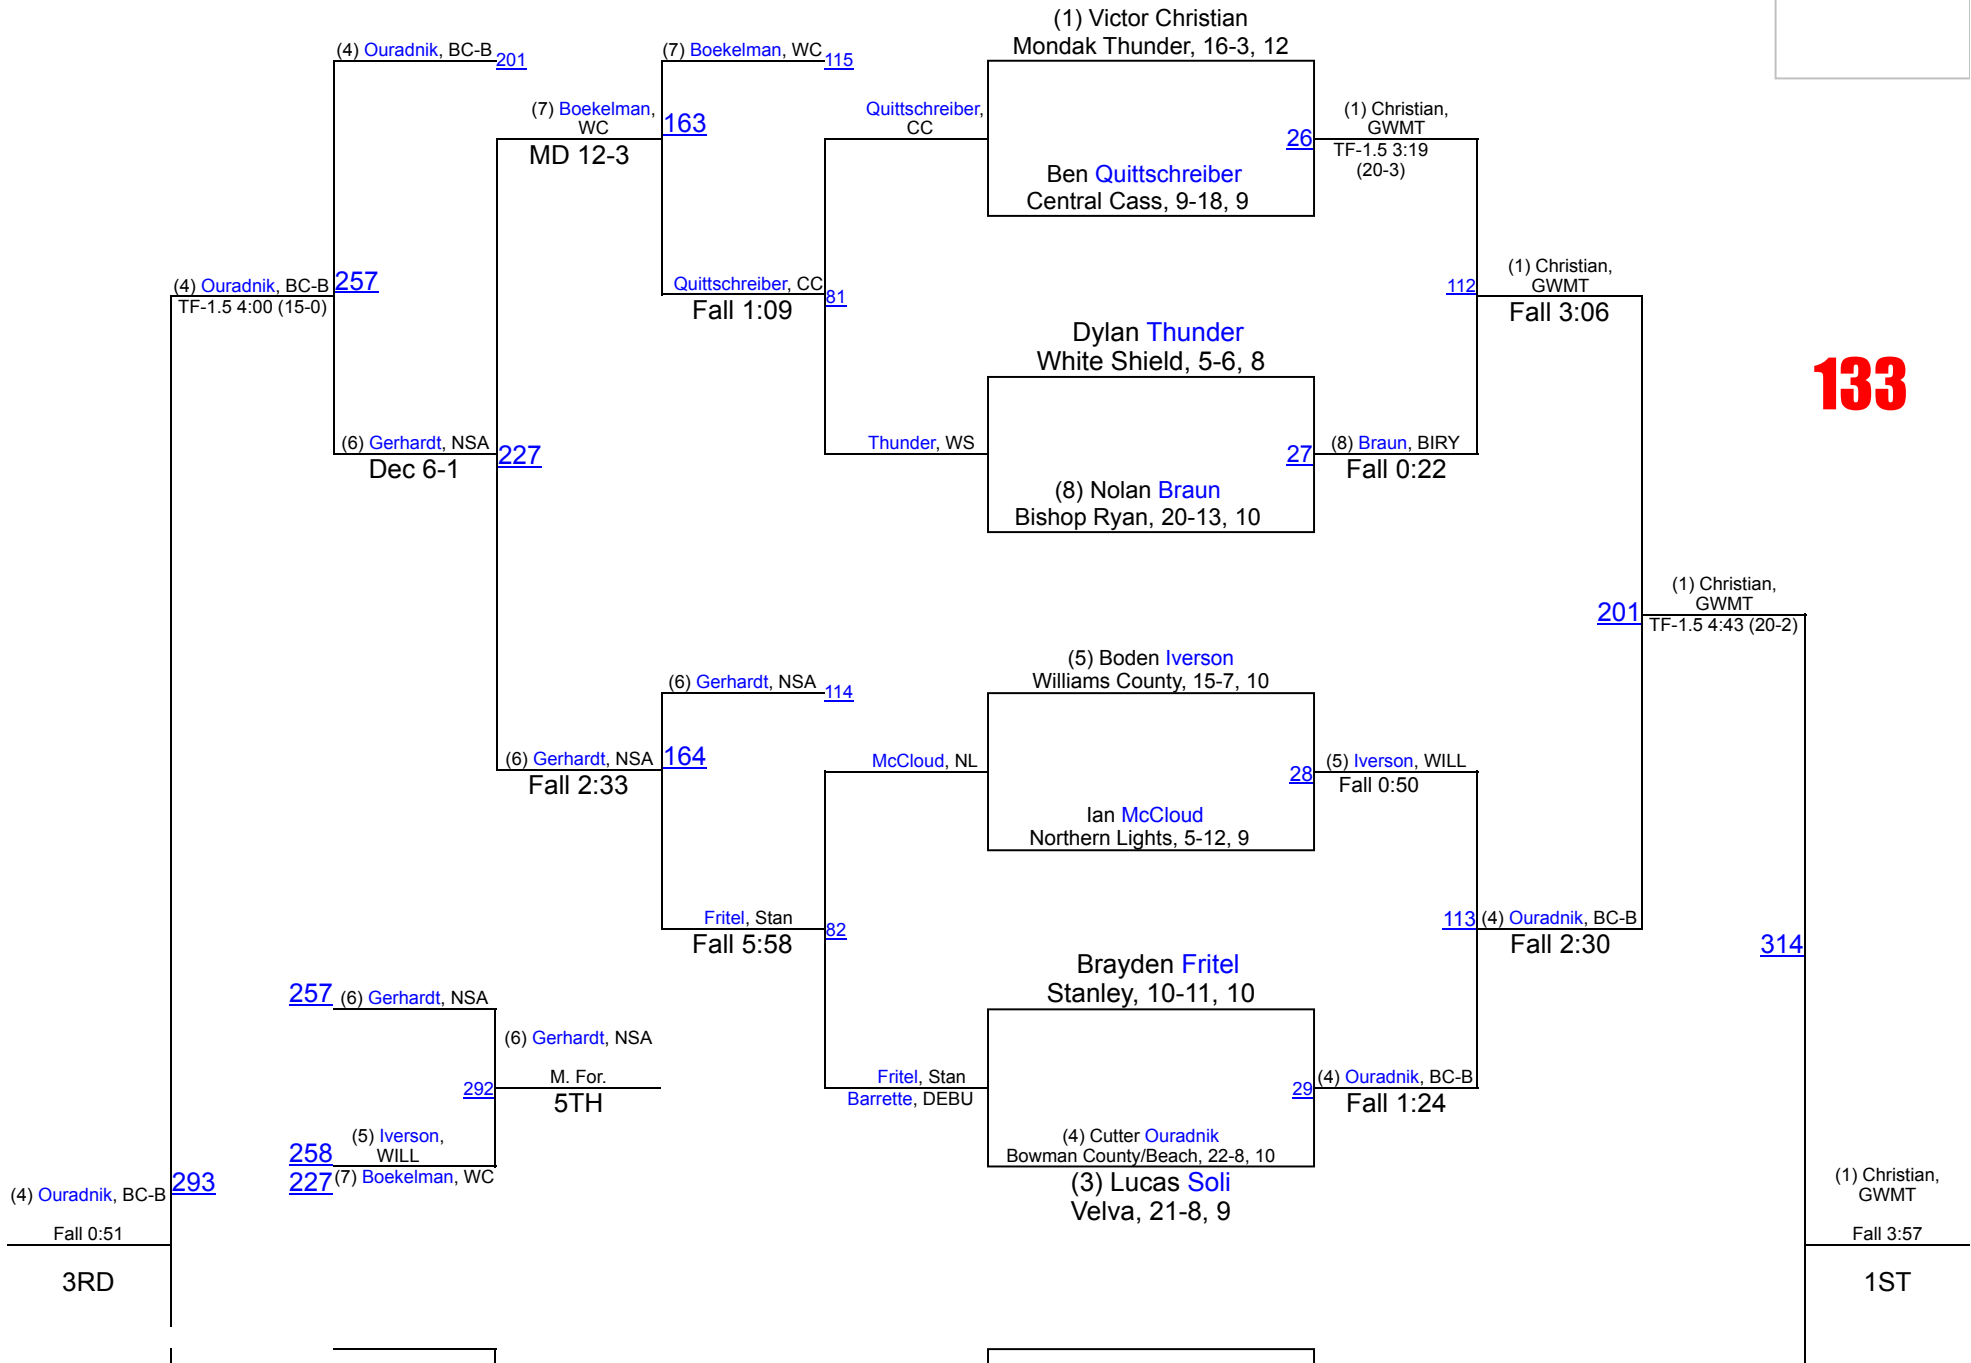 (1) Victor Christian
Mondak Thunder, 16-3, 12
(4) Ouradnik, BC-B
201
(7) Boekelman, WC
115
(7) Boekelman,
WC
163
MD 12-3
Quittschreiber,
CC
26
(1) Christian,
GWMT
TF-1.5 3:19
(20-3)
Ben Quittschreiber
Central Cass, 9-18, 9
(4) Ouradnik, BC-B
257
TF-1.5 4:00 (15-0)
Quittschreiber, CC
81
Fall 1:09
112
(1) Christian,
GWMT
Fall 3:06
Dylan Thunder
White Shield, 5-6, 8
133
(6) Gerhardt, NSA
227
Dec 6-1
Thunder, WS
27
(8) Braun, BIRY
Fall 0:22
(8) Nolan Braun
Bishop Ryan, 20-13, 10
201
(1) Christian,
GWMT
TF-1.5 4:43 (20-2)
(5) Boden Iverson
Williams County, 15-7, 10
(6) Gerhardt, NSA
114
(6) Gerhardt, NSA
164
Fall 2:33
McCloud, NL
28
(5) Iverson, WILL
Fall 0:50
Ian McCloud
Northern Lights, 5-12, 9
Fritel, Stan
82
Fall 5:58
113
(4) Ouradnik, BC-B
Fall 2:30
314
Brayden Fritel
Stanley, 10-11, 10
257
(6) Gerhardt, NSA
(6) Gerhardt, NSA
292
M. For.
5TH
Fritel, Stan
Barrette, DEBU
29
(4) Ouradnik, BC-B
Fall 1:24
(4) Cutter Ouradnik
Bowman County/Beach, 22-8, 10
258
(5) Iverson,
WILL
227
(7) Boekelman, WC
(3) Lucas Soli
Velva, 21-8, 9
(4) Ouradnik, BC-B
293
Fall 0:51
3RD
(1) Christian,
GWMT
Fall 3:57
1ST